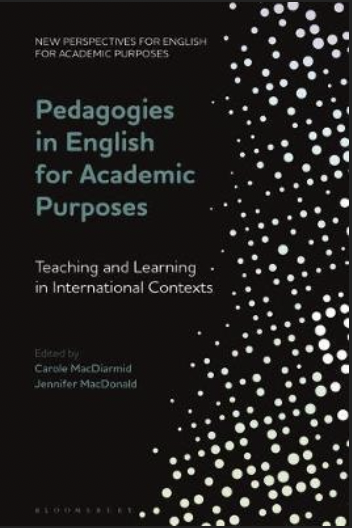 NEW PERSPECTIVES FOR ENGLISH
FOR ACADEMIC PURPOSES
Pedagogies
in English
for Academic
Purposes
Teaching and Learning
in International Contexts
Edited by
Carole MacDiarmid
Jennifer MacDonald
BLOOMSBURY